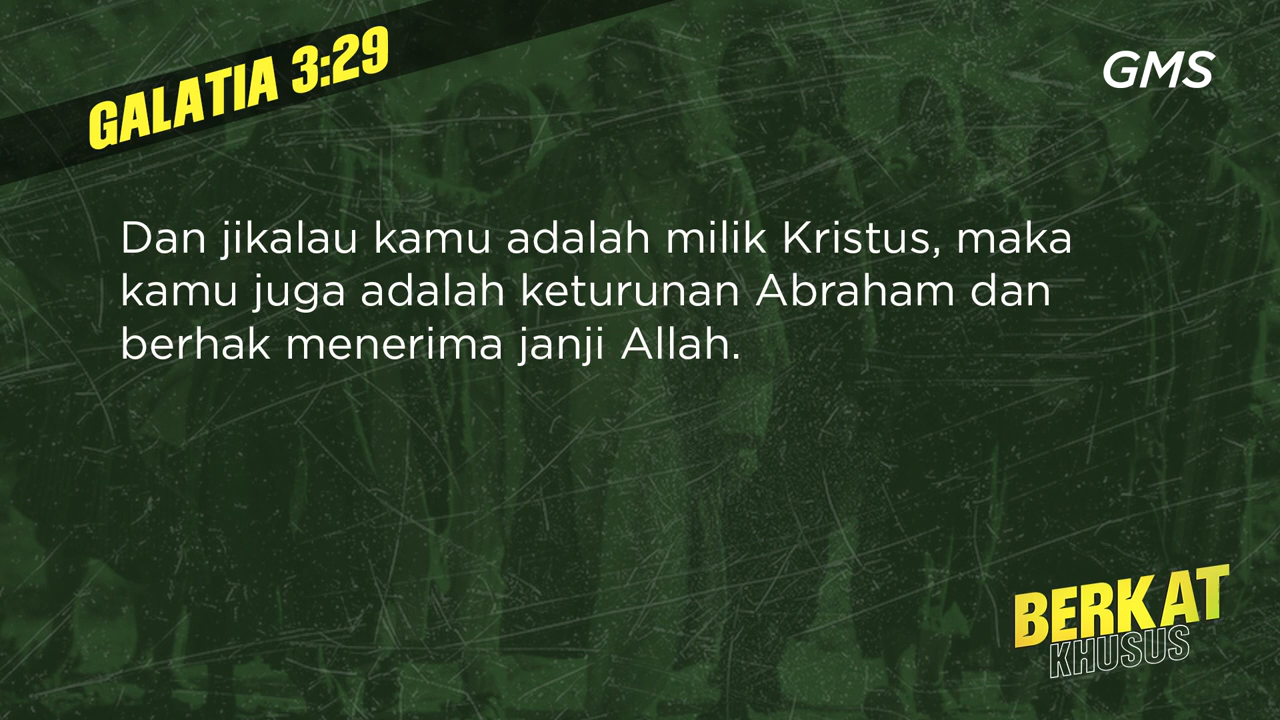 GALATIA 3:29
GMS
Dan jikalau kamu adalah milik Kristus, maka
kamu juga adalah keturunan Abraham dan
berhak menerima janji Allah.
BERKAT
KHUSUS